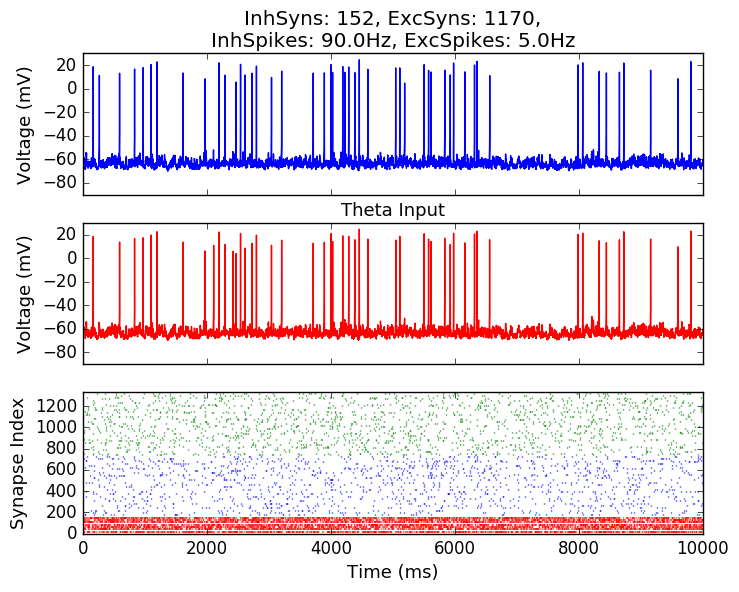 InhSyns: 152, ExcSyns: 1170,
InhSpikes: 90.0Hz, ExcSpikes: 5.0Hz
20
0
−20
−40
−60
−80
Voltage (mV)
Theta Input
20
0
−20
−40
−60
−80
Voltage (mV)
1200
1000
800
600
400
200
0
Synapse Index
0 2000 4000 6000 8000 10000
Time (ms)